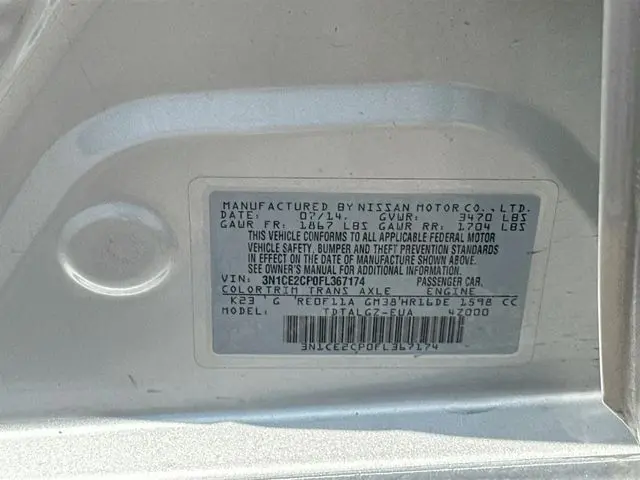 MANUFACTURED BY NISSAN MOTOR CO., LTD.
DATE: 07/14. GVWR: 3470 LBS
GAWR FR: 1867 LBS GAWR RR: 1704 LBS
THIS VEHICLE CONFORMS TO ALL APPLICABLE FEDERAL MOTOR
VEHICLE SAFETY, BUMPER AND THEFT PREVENTION STANDARDS
IN EFFECT ON THE DATE OF MANUFACTURE SHOWN ABOVE.
SEE OWNER'S MANUAL FOR ADDITIONAL INFORMATION
VIN: 3N1CE2CP0FL367174 PASSENGER CAR.
COLOR TRIM TRANS AXLE ENGINE
K23 G RE0F11A GM38 HR16DE 1598 CC
MODEL: TDTALGZ-EUA 4Z000
3N1CE2CP0FL367174